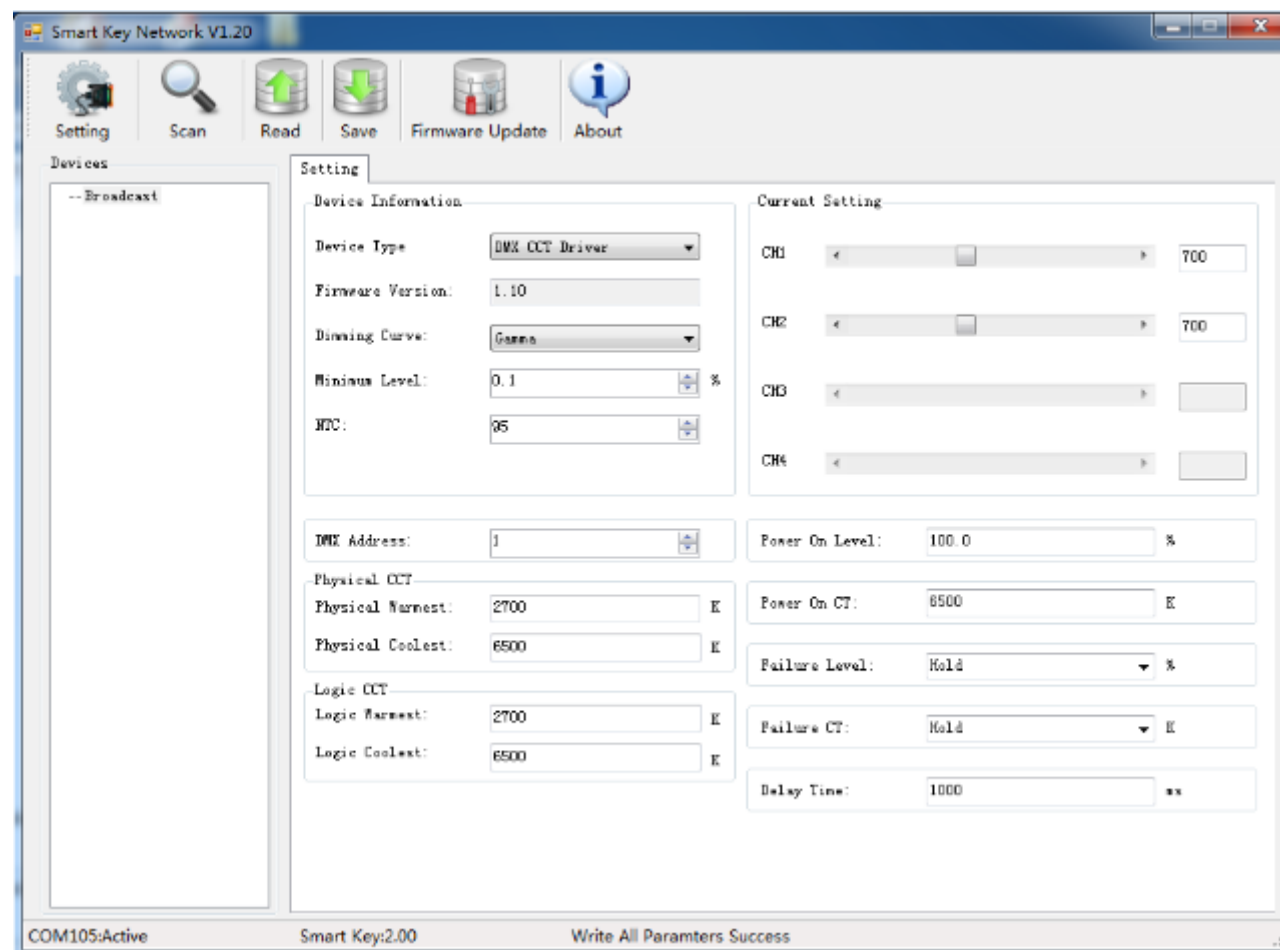 Smart Key Network V1.20
Setting Scan Read Save Firmware Update About
Devices
--Broadcast
Setting
Device Information
Device Type DMX CCT Driver
Firmware Version: 1.10
Dimming Curve: Gamma
Minimum Level: 0.1 %
NTC: 95
Current Setting
CH1 700
CH2 700
CH3
CH4
DMX Address: 1
Physical CCT
Physical Warmest: 2700 K
Physical Coolest: 6500 K
Logic CCT
Logic Warmest: 2700 K
Logic Coolest: 6500 K
Power On Level: 100.0 %
Power On CT: 6500 K
Failure Level: Hold %
Failure CT: Hold K
Delay Time: 1000 ms
COM105:Active Smart Key:2.00 Write All Paramters Success